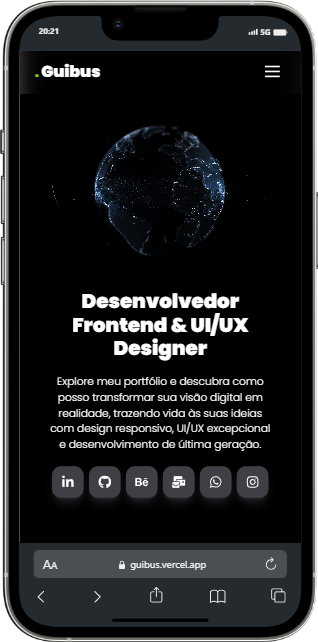 20:21
5G
.Guibus
Desenvolvedor
Frontend & UI/UX
Designer
Explore meu portfólio e descubra como
posso transformar sua visão digital em
realidade, trazendo vida às suas ideias
com design responsivo, UI/UX excepcional
e desenvolvimento de última geração.
in
Bē
AA
guibus.vercel.app